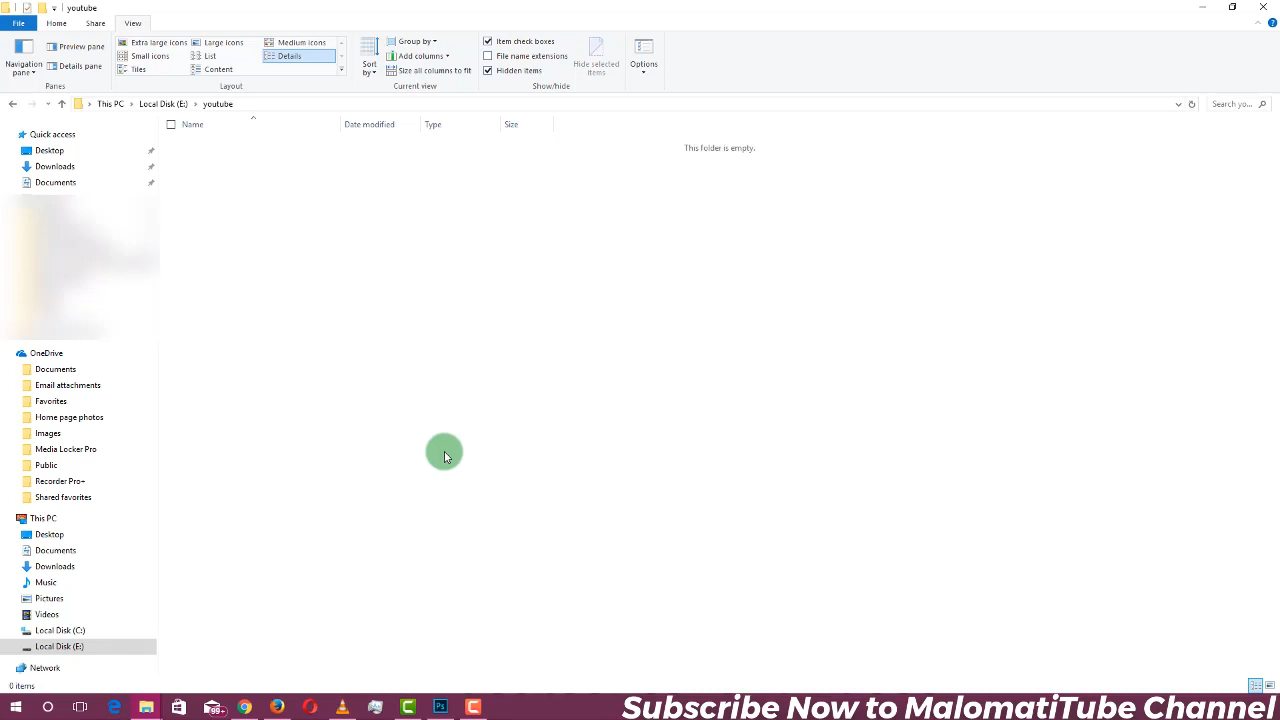 youtube
File Home Share View
Navigation pane
Preview pane
Details pane
Panes
Extra large icons
Large icons
Medium icons
Small icons
List
Details
Tiles
Content
Layout
Sort by
Group by
Add columns
Size all columns to fit
Current view
Item check boxes
File name extensions
Hidden items
Hide selected items
Show/hide
Options
This PC Local Disk (E:) youtube
Search yo...
Name Date modified Type Size
This folder is empty.
Quick access
Desktop
Downloads
Documents
OneDrive
Documents
Email attachments
Favorites
Home page photos
Images
Media Locker Pro
Public
Recorder Pro+
Shared favorites
This PC
Desktop
Documents
Downloads
Music
Pictures
Videos
Local Disk (C:)
Local Disk (E:)
Network
0 items
99+
Ps
Subscribe Now to MalomatiTube Channel